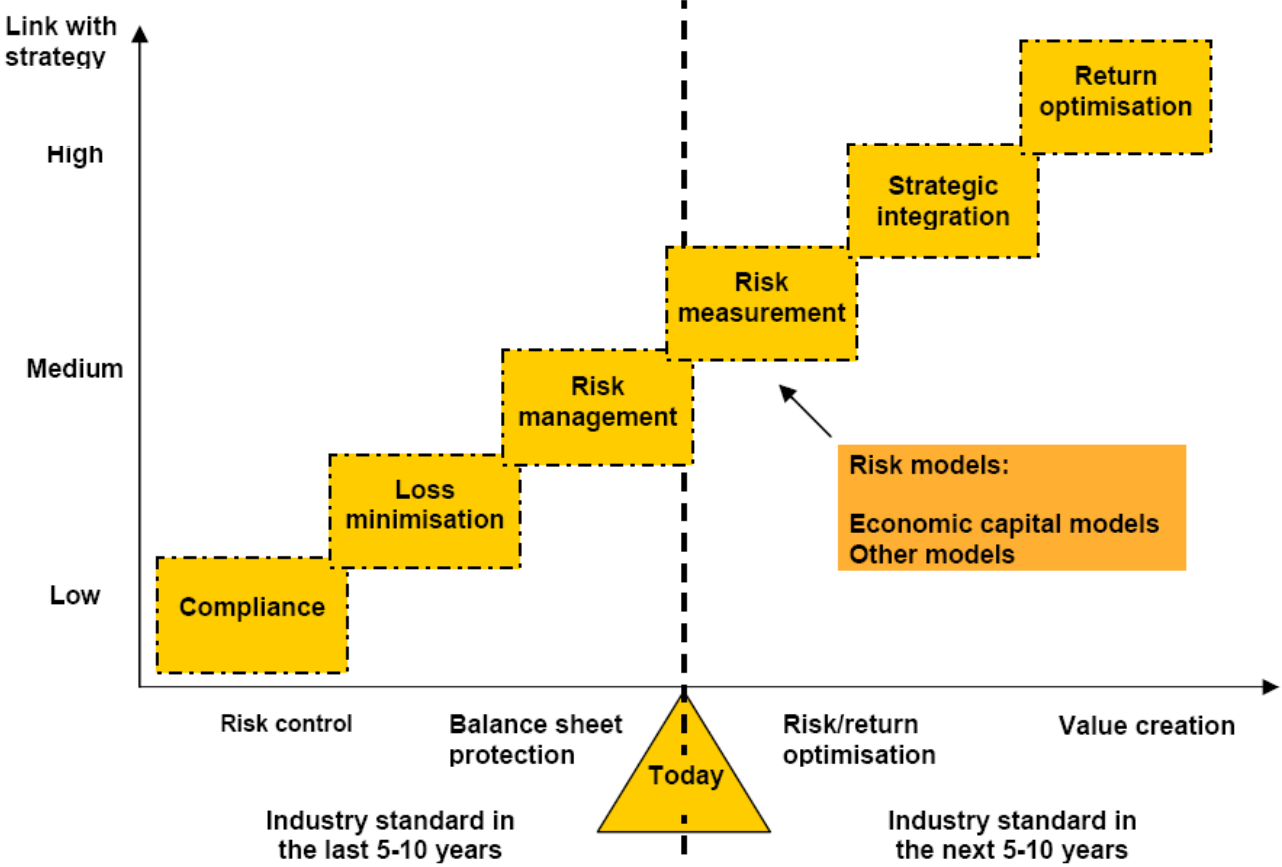 Link with
strategy
High
Medium
Low
Return
optimisation
Strategic
integration
Risk
measurement
Risk
management
Loss
minimisation
Compliance
Risk models:
Economic capital models
Other models
Risk control
Balance sheet
protection
Risk/return
optimisation
Value creation
Today
Industry standard in
the last 5-10 years
Industry standard in
the next 5-10 years